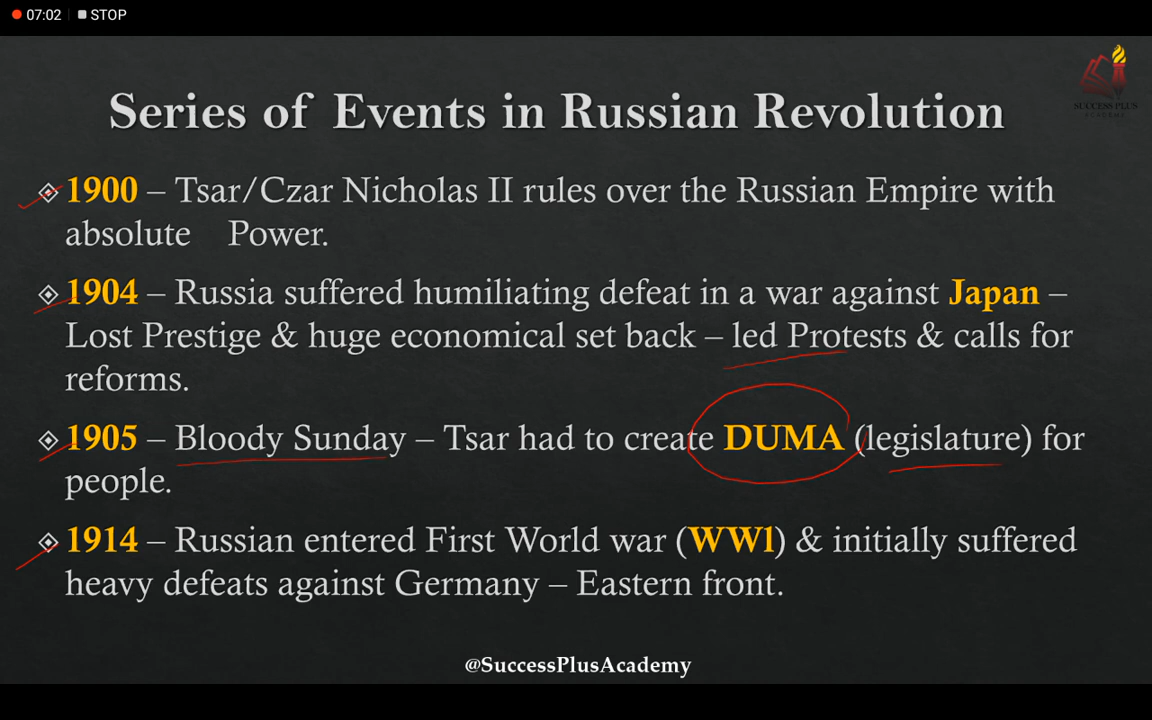 07:02 STOP
SUCCESS PLUS
ACADEMY
Series of Events in Russian Revolution
1900 – Tsar/Czar Nicholas II rules over the Russian Empire with
absolute Power.
1904 – Russia suffered humiliating defeat in a war against Japan –
Lost Prestige & huge economical set back – led Protests & calls for
reforms.
1905 – Bloody Sunday – Tsar had to create DUMA (legislature) for
people.
1914 – Russian entered First World war (WWl) & initially suffered
heavy defeats against Germany – Eastern front.
@SuccessPlusAcademy